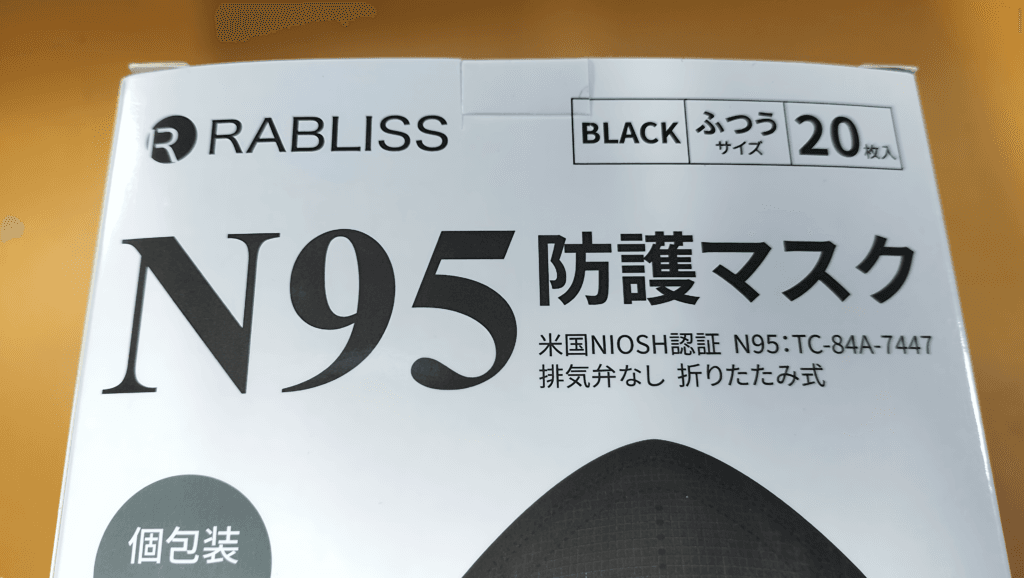 RABLISS
BLACK ふつうサイズ 20枚入
N95 防護マスク
米国NIOSH認証 N95:TC-84A-7447
排気弁なし 折りたたみ式
個包装